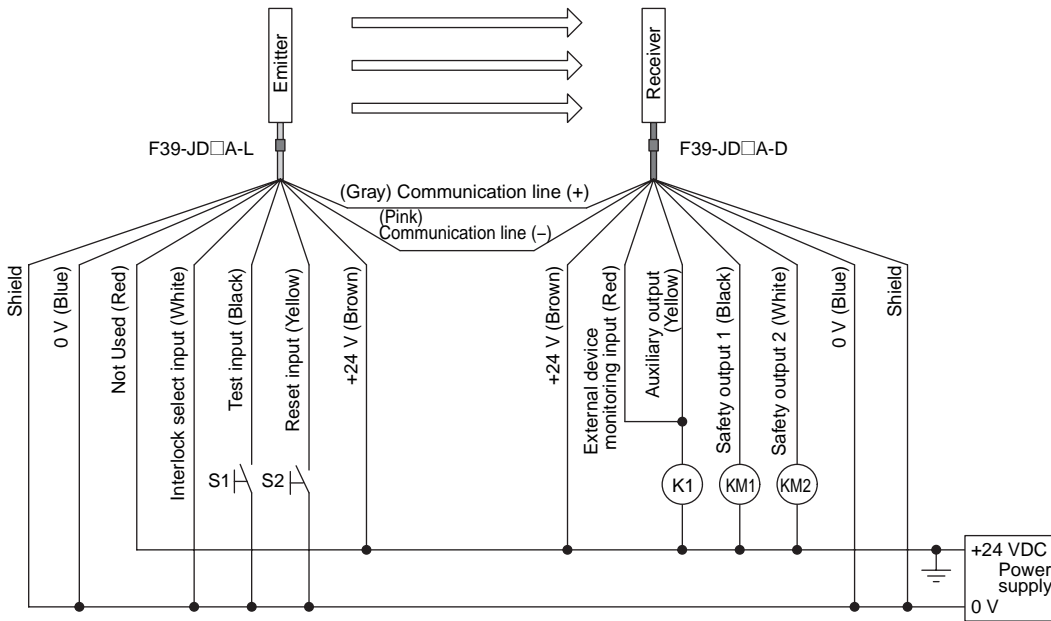 Emitter
Receiver
F39-JD□A-L
F39-JD□A-D
(Gray) Communication line (+)
(Pink)
Communication line (−)
Shield
0 V (Blue)
Not Used (Red)
Interlock select input (White)
Test input (Black)
Reset input (Yellow)
+24 V (Brown)
+24 V (Brown)
External device
monitoring input (Red)
Auxiliary output
(Yellow)
Safety output 1 (Black)
Safety output 2 (White)
0 V (Blue)
Shield
S1
S2
K1
KM1
KM2
+24 VDC
Power
supply
0 V